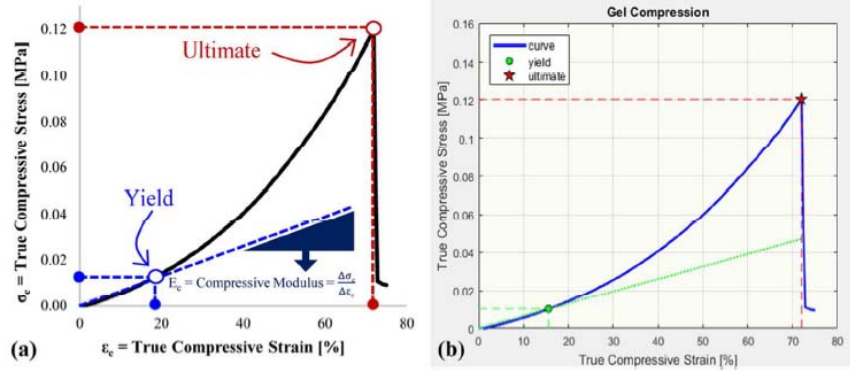 0.12
0.10
0.08
0.06
0.04
0.02
0.00
σc = True Compressive Stress [MPa]
Ultimate
Yield
Ec = Compressive Modulus = Δσc/Δεc
0
20
40
60
80
(a)
εc = True Compressive Strain [%]
Gel Compression
0.16
0.14
0.12
0.10
0.08
0.06
0.04
0.02
0
True Compressive Stress [MPa]
curve
yield
ultimate
0
10
20
30
40
50
60
70
80
(b)
True Compressive Strain [%]